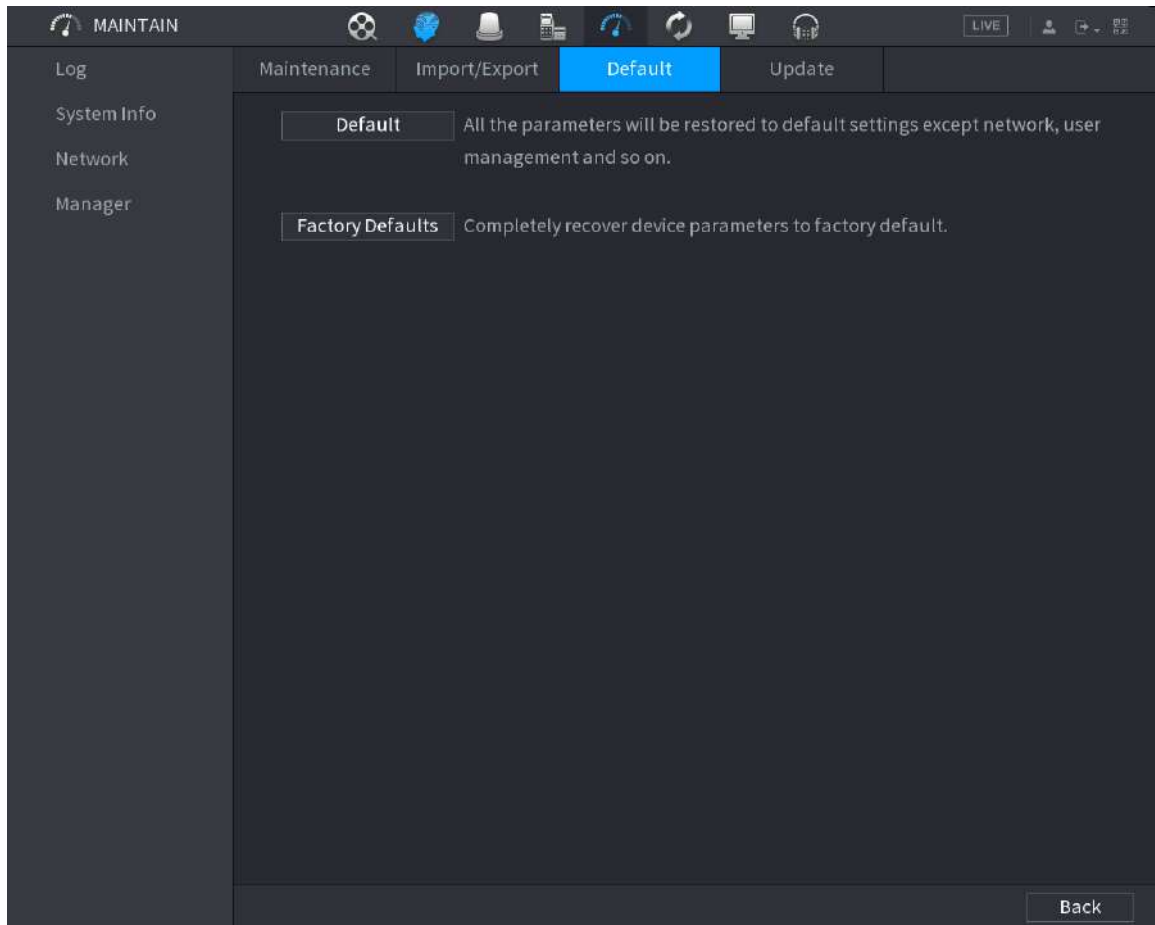 MAINTAIN
LIVE
Log
System Info
Network
Manager
Maintenance
Import/Export
Default
Update
Default
All the parameters will be restored to default settings except network, user
management and so on.
Factory Defaults
Completely recover device parameters to factory default.
Back